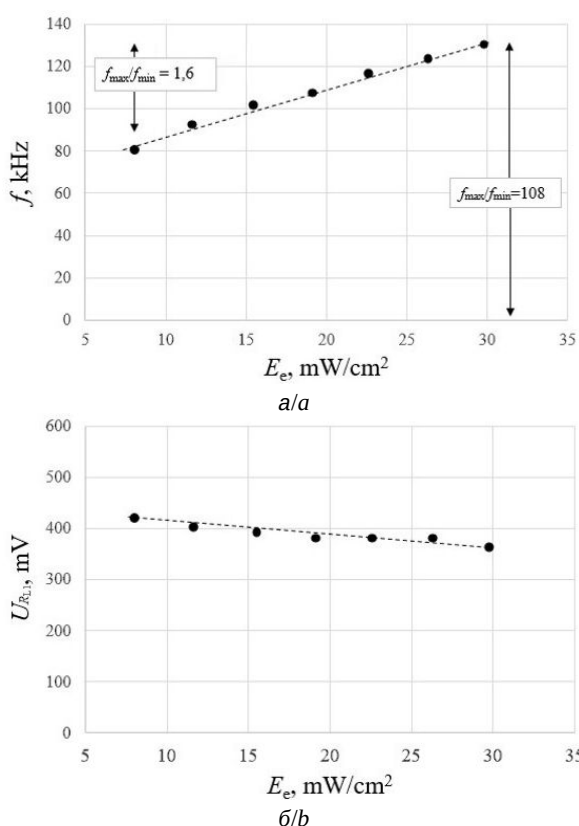 140
120
100
80
60
40
20
0
f, kHz
f_max/f_min = 1,6
f_max/f_min=108
5 10 15 20 25 30 35
E_e, mW/cm²
а/a
600
500
400
300
200
100
0
U_R_L1, mV
5 10 15 20 25 30 35
E_e, mW/cm²
б/b